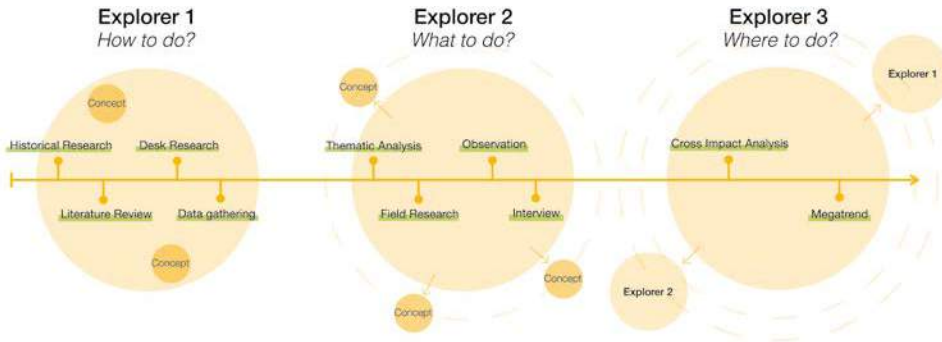 Explorer 1
How to do?
Concept
Historical Research
Desk Research
Literature Review
Data gathering
Concept
Explorer 2
What to do?
Concept
Thematic Analysis
Observation
Field Research
Interview
Concept
Concept
Explorer 3
Where to do?
Explorer 1
Cross Impact Analysis
Megatrend
Explorer 2